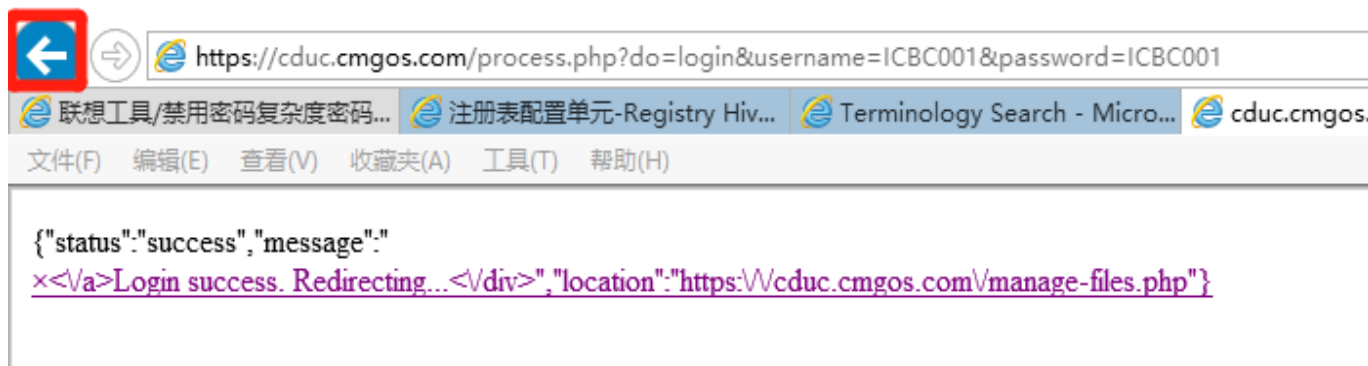 https://cduc.cmgos.com/process.php?do=login&username=ICBC001&password=ICBC001
联想工具/禁用密码复杂度密码... 注册表配置单元-Registry Hiv... Terminology Search - Micro... cduc.cmgos.
文件(F) 编辑(E) 查看(V) 收藏夹(A) 工具(T) 帮助(H)
{"status":"success","message":"
×<\/a>Login success. Redirecting...<\/div>","location":"https:\/\/cduc.cmgos.com\/manage-files.php"}